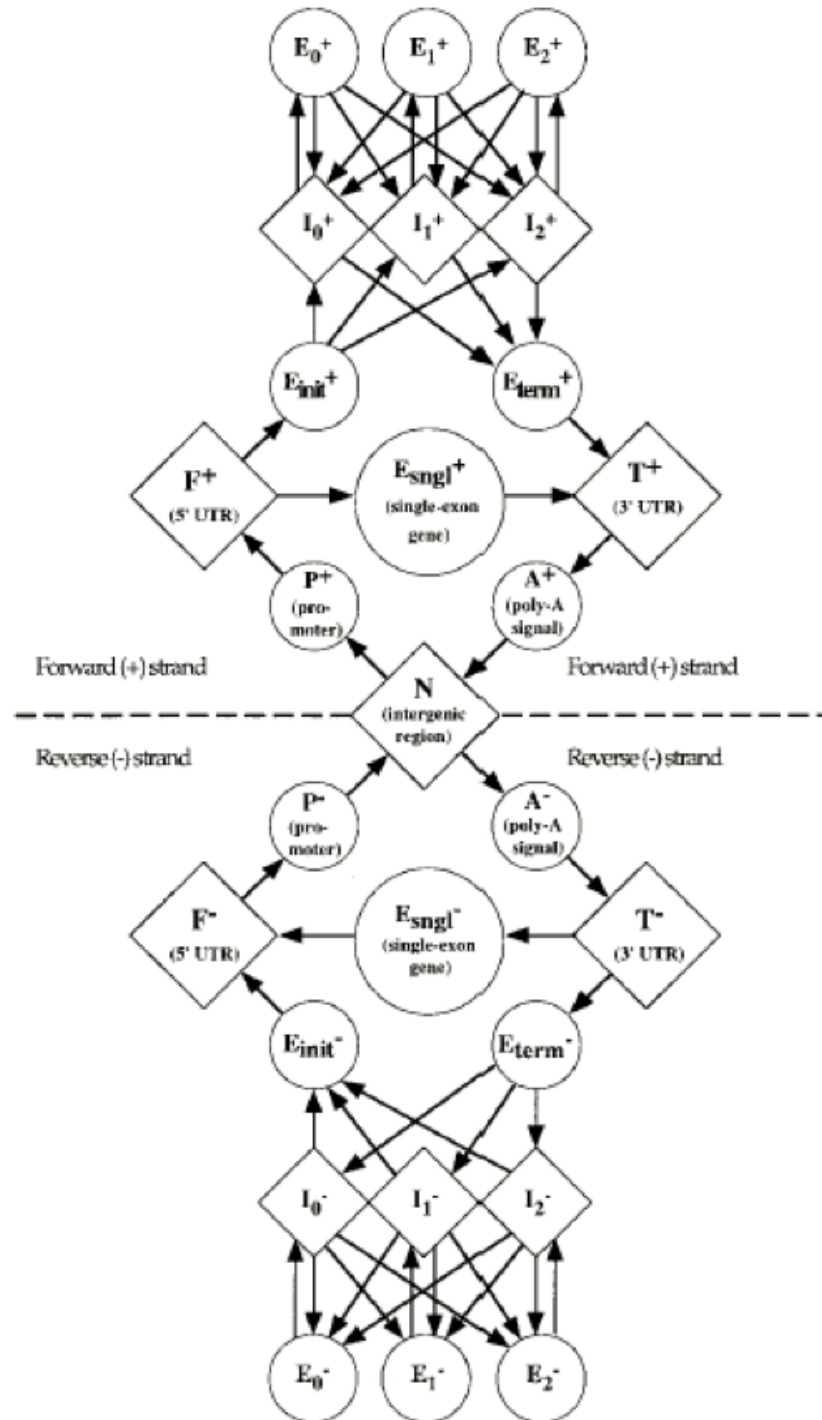 E0+ E1+ E2+
I0+ I1+ I2+
Einit+ Eterm+
F+ Esngl+ T+
(5' UTR) (single-exon (3' UTR)
gene)
P+ A+
(pro- (poly-A
moter) signal)
Forward (+) strand N Forward (+) strand
(intergenic
region)
Reverse (-) strand Reverse (-) strand
P- A-
(pro- (poly-A
moter) signal)
F- Esngl- T-
(5' UTR) (single-exon (3' UTR)
gene)
Einit- Eterm-
I0- I1- I2-
E0- E1- E2-